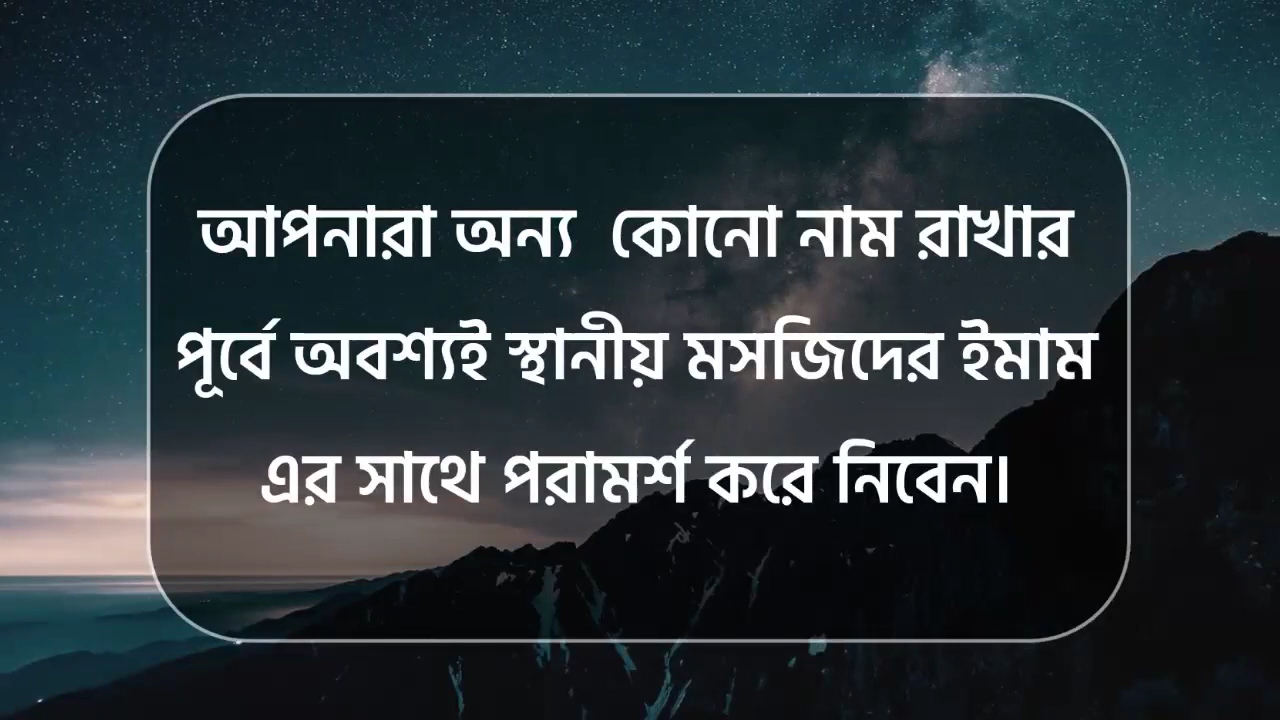 আপনারা অন্য  কোনো নাম রাখার
পূর্বে অবশ্যই স্থানীয় মসজিদের ইমাম
এর সাথে পরামর্শ করে নিবেন।